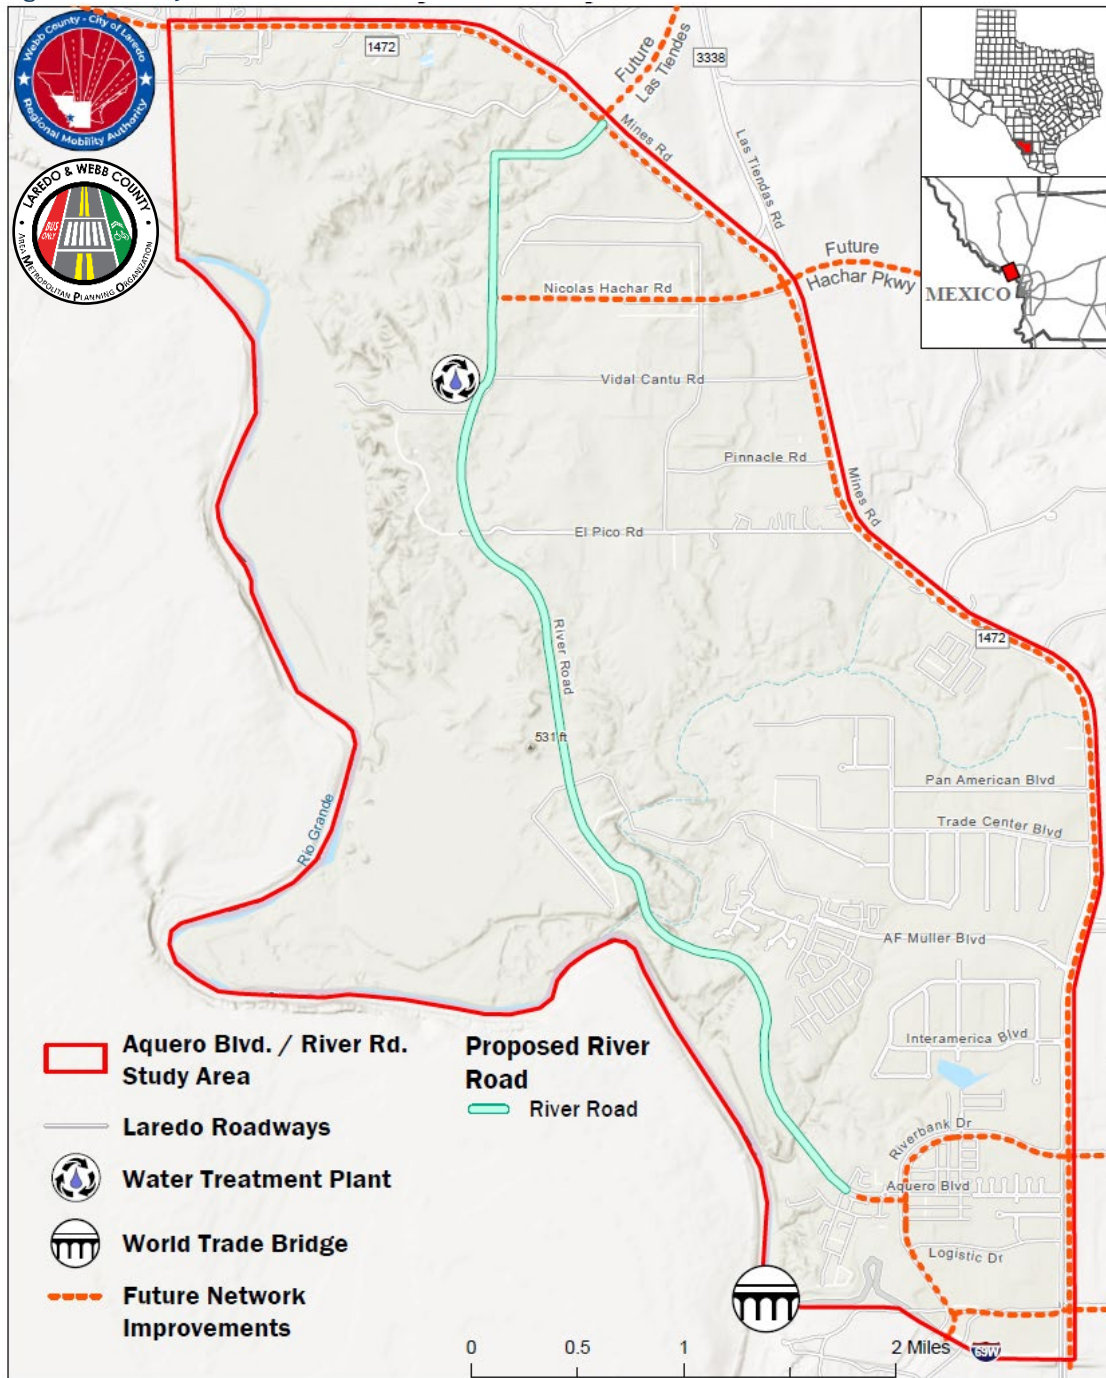 Webb County - City of Laredo
Regional Mobility Authority
LAREDO & WEBB COUNTY
AREA METROPOLITAN PLANNING ORGANIZATION
BUS
ONLY
1472
Future
Las Tiendes
3338
Mines Rd
Las Tiendas Rd
Future
Hachar Pkwy
MEXICO
Nicolas Hachar Rd
Vidal Cantu Rd
Pinnacle Rd
Mines Rd
El Pico Rd
River Road
1472
531 ft
Pan American Blvd
Trade Center Blvd
Rio Grande
AF Muller Blvd
Interamerica Blvd
Riverbank Dr
Aquero Blvd
Logistic Dr
Aquero Blvd. / River Rd.
Study Area
Laredo Roadways
Water Treatment Plant
World Trade Bridge
Future Network
Improvements
Proposed River
Road
River Road
0 0.5 1 2 Miles
69W